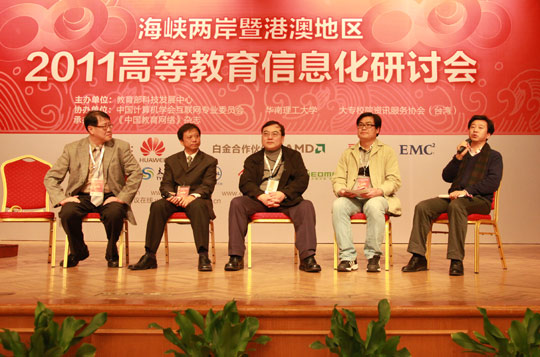 海峡两岸暨港澳地区
2011高等教育信息化研讨会
主办单位：教育部科技发展中心
协办单位：中国计算机学会互联网专业委员会 华南理工大学 大专校院资讯服务协会（台湾）
《中国教育网络》杂志
HUAWEI 白金合作伙 AMD EMC²